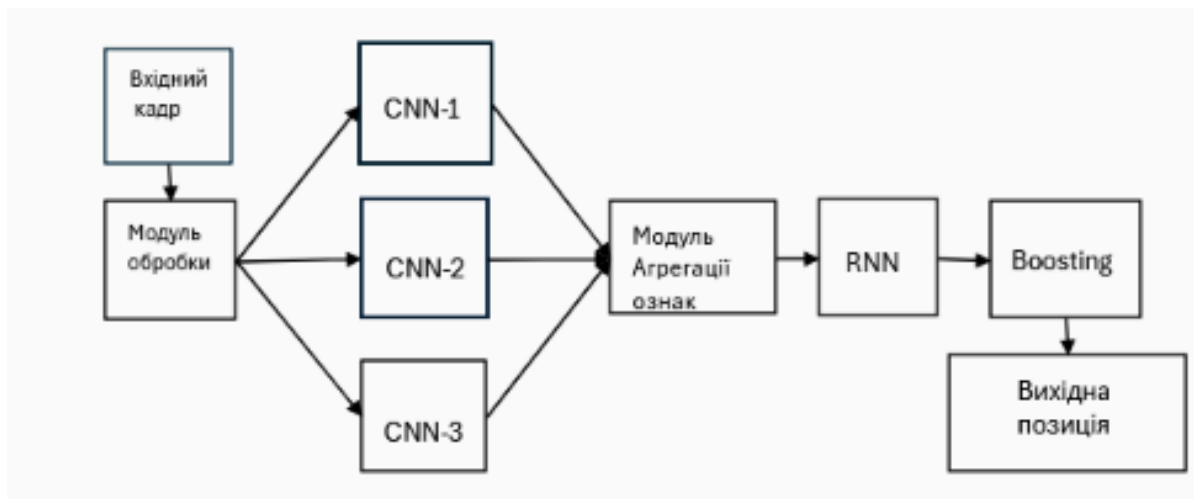 Вхідний
кадр
Модуль
обробки
CNN-1
CNN-2
CNN-3
Модуль
Агрегації
ознак
RNN
Boosting
Вихідна
позиція